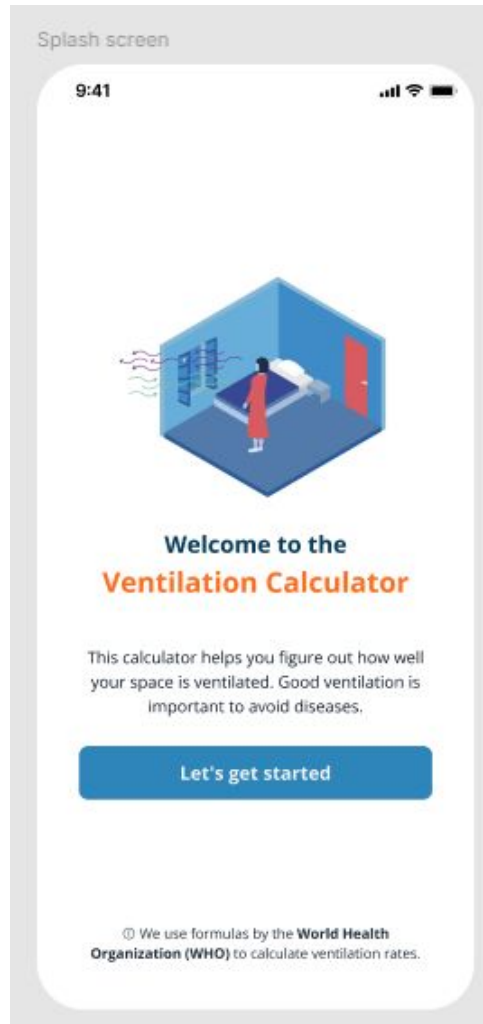 Splash screen
9:41
Welcome to the
Ventilation Calculator
This calculator helps you figure out how well
your space is ventilated. Good ventilation is
important to avoid diseases.
Let's get started
ⓘ We use formulas by the World Health
Organization (WHO) to calculate ventilation rates.